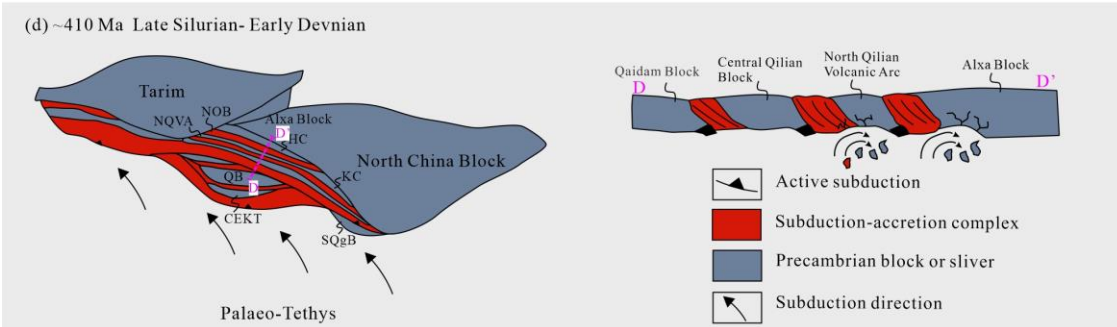 (d) ~410 Ma Late Silurian- Early Devnian
Tarim
NQVA
NOB
Alxa Block
D'
HC
North China Block
QB
D
KC
CEKT
SQgB
Palaeo-Tethys
Qaidam Block
Central Qilian
Block
North Qilian
Volcanic Arc
Alxa Block
D
D'
Active subduction
Subduction-accretion complex
Precambrian block or sliver
Subduction direction